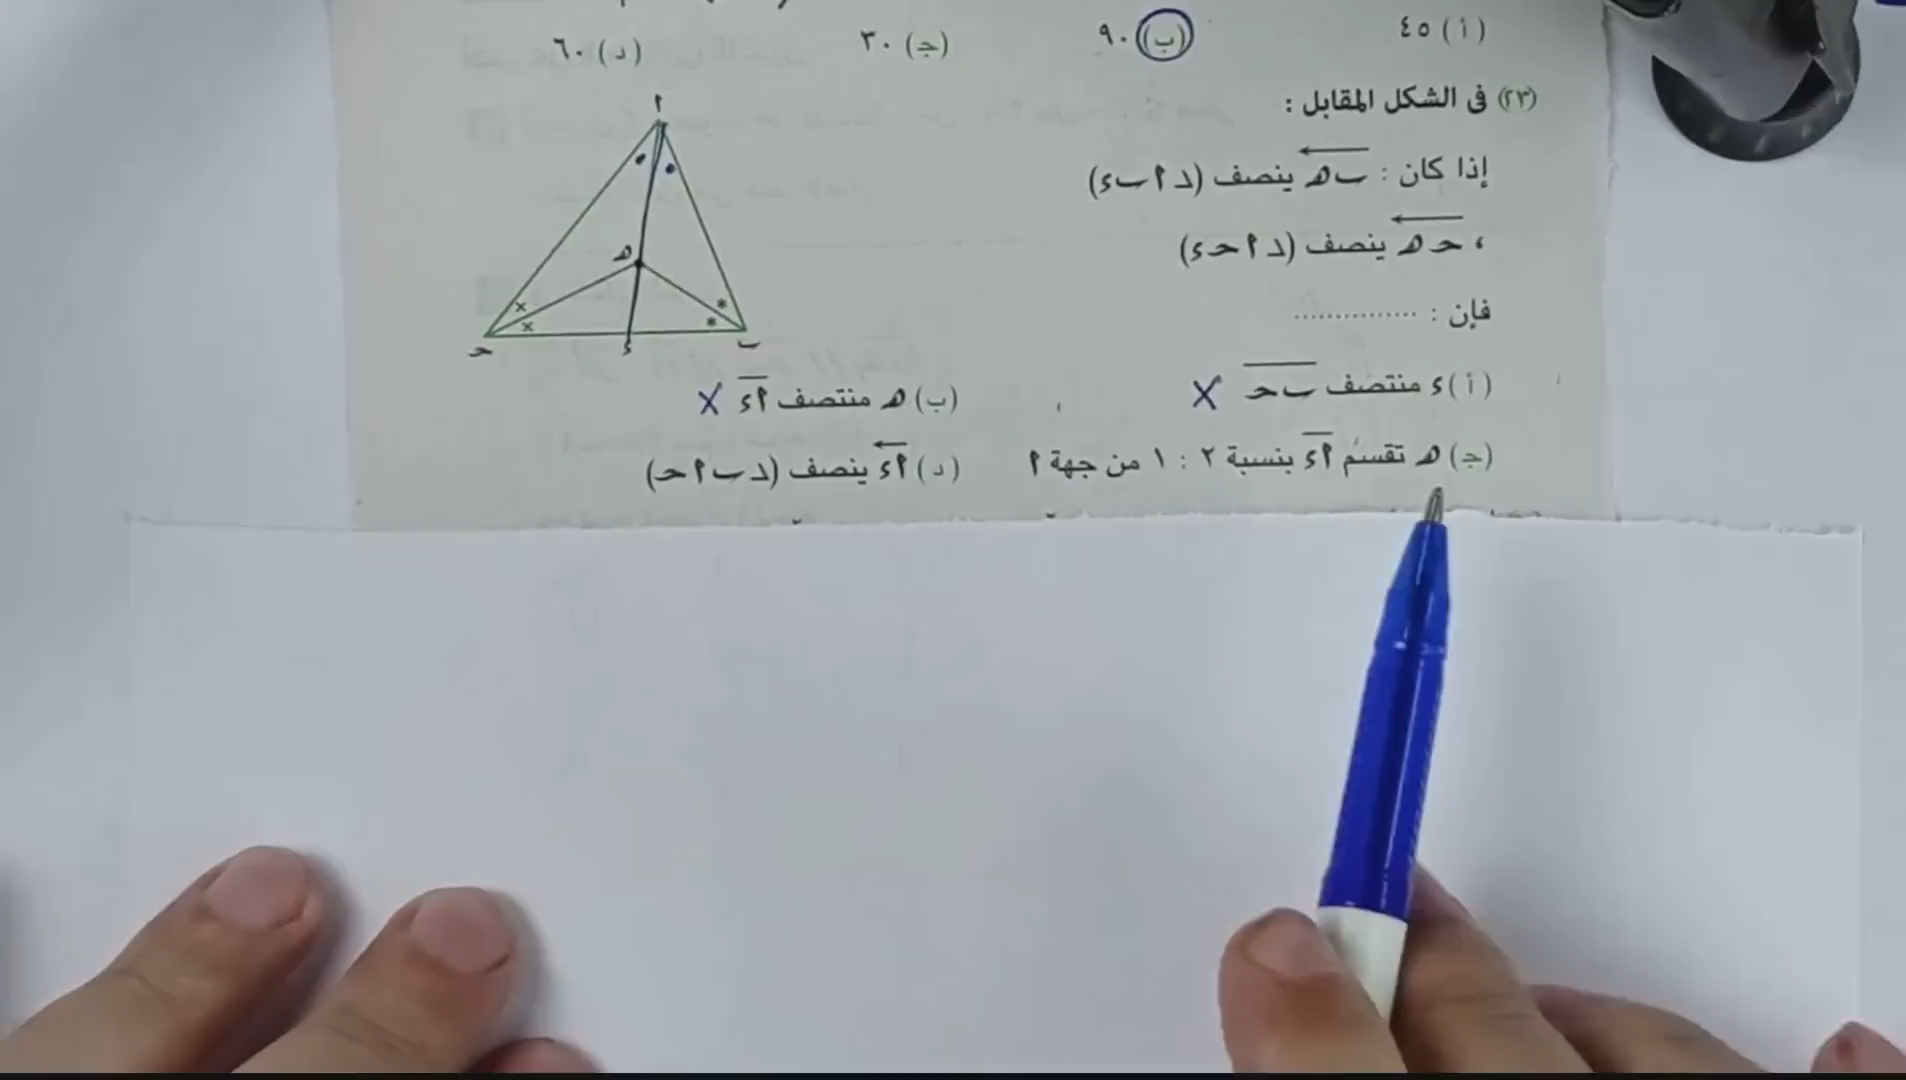 (أ) ٤٥ (ب) ٩٠ (جـ) ٣٠ (د) ٦٠
(٢٣) فى الشكل المقابل :
إذا كان : ب هـ ينصف (د أ ب ء)
، حـ هـ ينصف (د أ حـ ء)
فإن : ...............
(أ) ء منتصف ب حـ X
(ب) هـ منتصف أ ء X
(جـ) هـ تقسم أ ء بنسبة ٢ : ١ من جهة أ
(د) أ ء ينصف (د ب أ حـ)
أ
هـ
× ×
* *
حـ ء ب